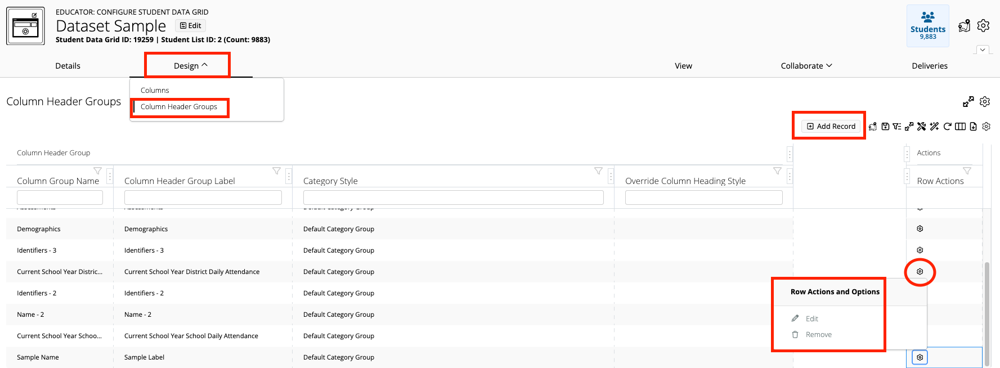 EDUCATOR: CONFIGURE STUDENT DATA GRID
Dataset Sample Edit
Student Data Grid ID: 19259 | Student List ID: 2 (Count: 9883)
Students
9,883
Details Design View Collaborate Deliveries
Columns
Column Header Groups
Column Header Groups
Add Record
Column Header Group Actions
Column Group Name Column Header Group Label Category Style Override Column Heading Style Row Actions
Assessments Assessments Default Category Group
Demographics Demographics Default Category Group
Identifiers - 3 Identifiers - 3 Default Category Group
Current School Year Distric... Current School Year District Daily Attendance Default Category Group
Identifiers - 2 Identifiers - 2 Default Category Group
Name - 2 Name - 2 Default Category Group
Current School Year Schoo... Current School Year School Daily Attendance Default Category Group
Sample Name Sample Label Default Category Group
Row Actions and Options
Edit
Remove